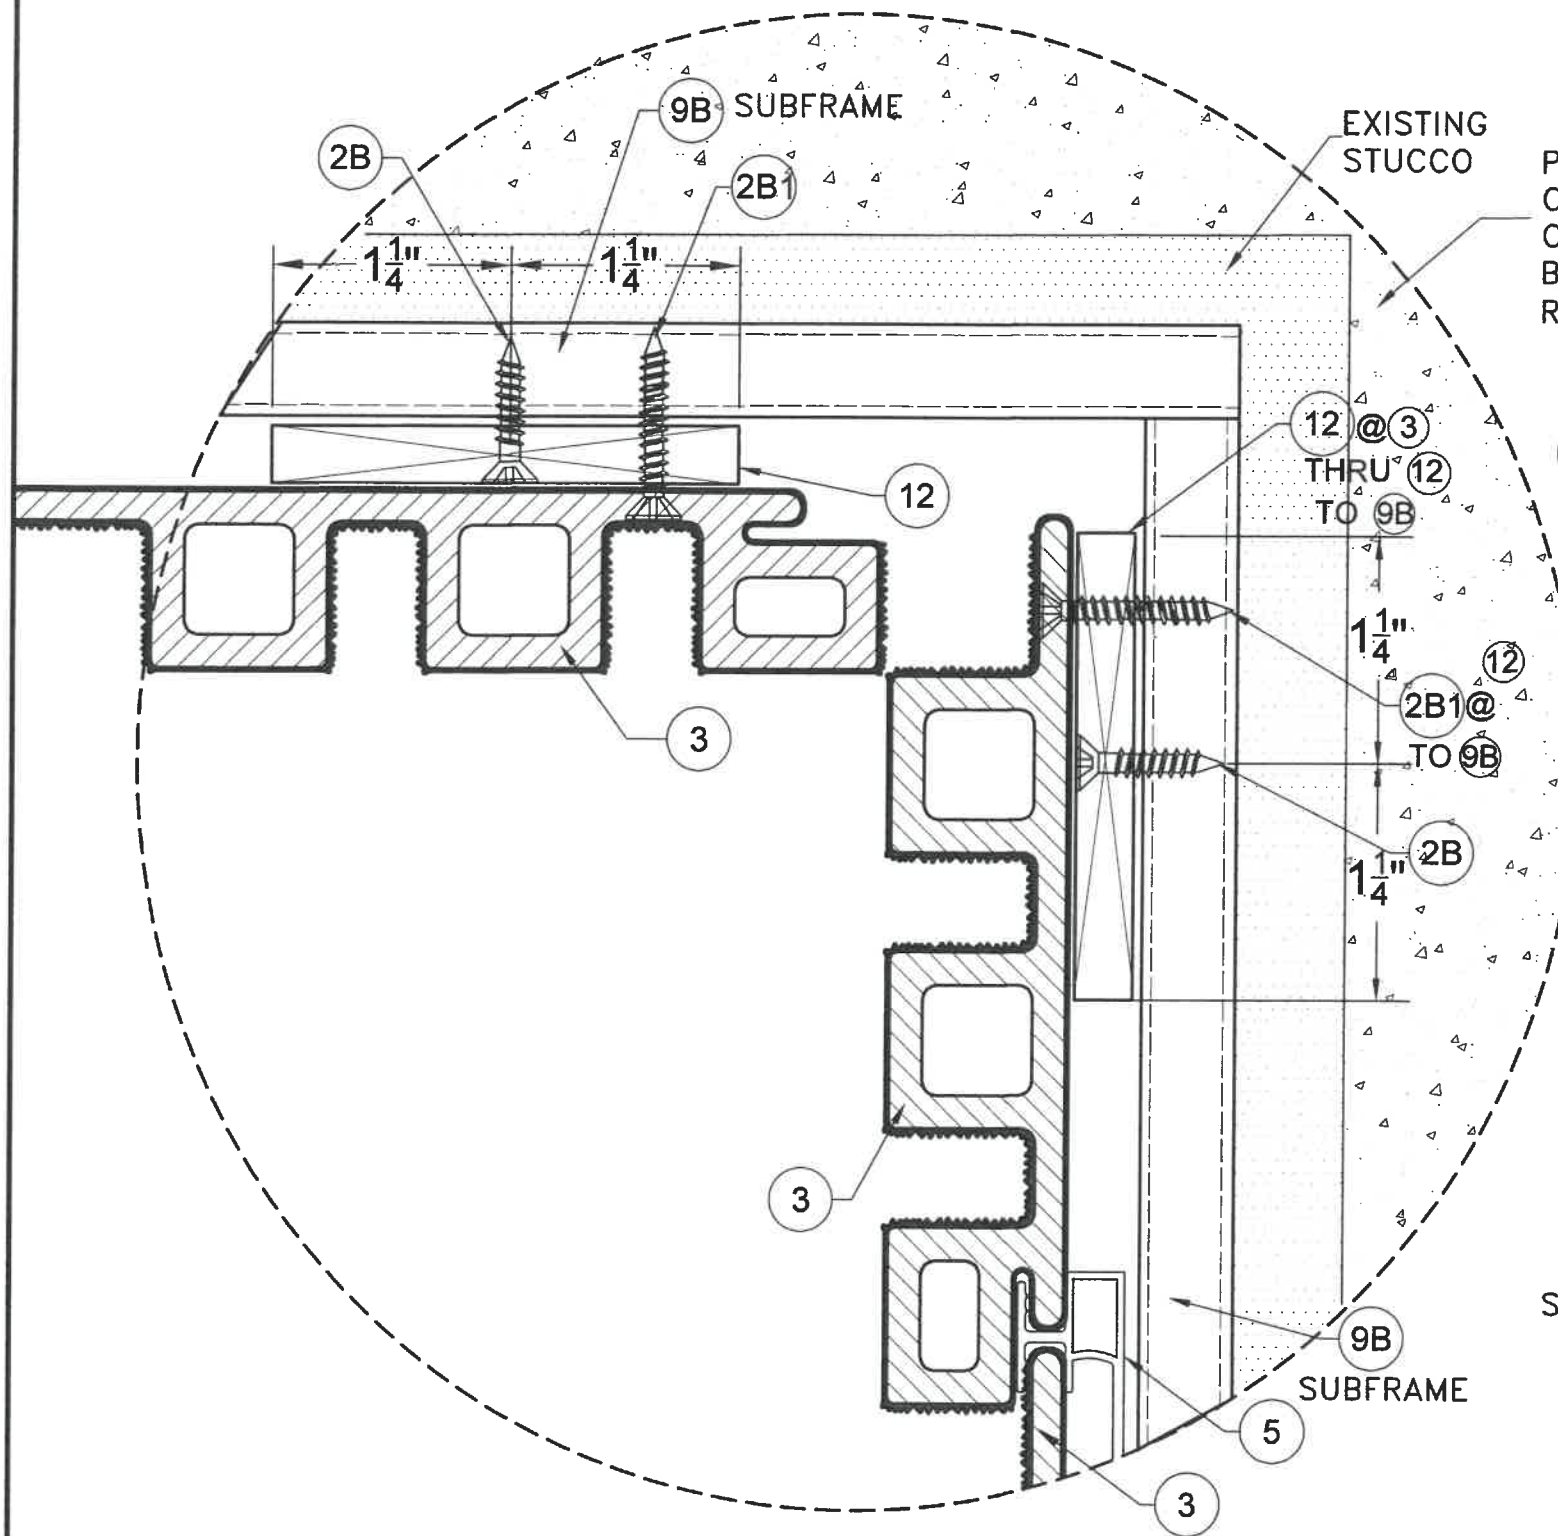 9B SUBFRAME
2B
2B1
EXISTING
STUCCO
P
O
C
B
R
1 1/4"
1 1/4"
12 @ 3
THRU 12
TO 9B
12
1 1/4"
12
2B1 @
TO 9B
3
2B
1 1/4"
3
S
9B
SUBFRAME
5
3